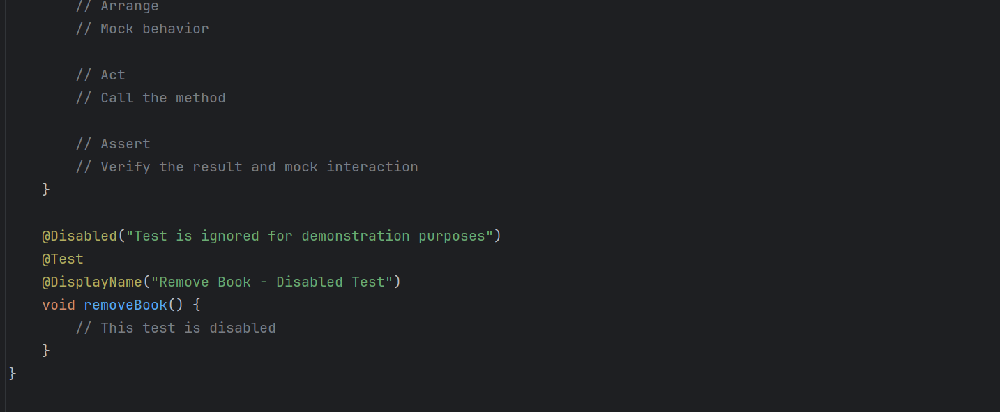 // Arrange
// Mock behavior
// Act
// Call the method
// Assert
// Verify the result and mock interaction
}
@Disabled("Test is ignored for demonstration purposes")
@Test
@DisplayName("Remove Book - Disabled Test")
void removeBook() {
// This test is disabled
}
}